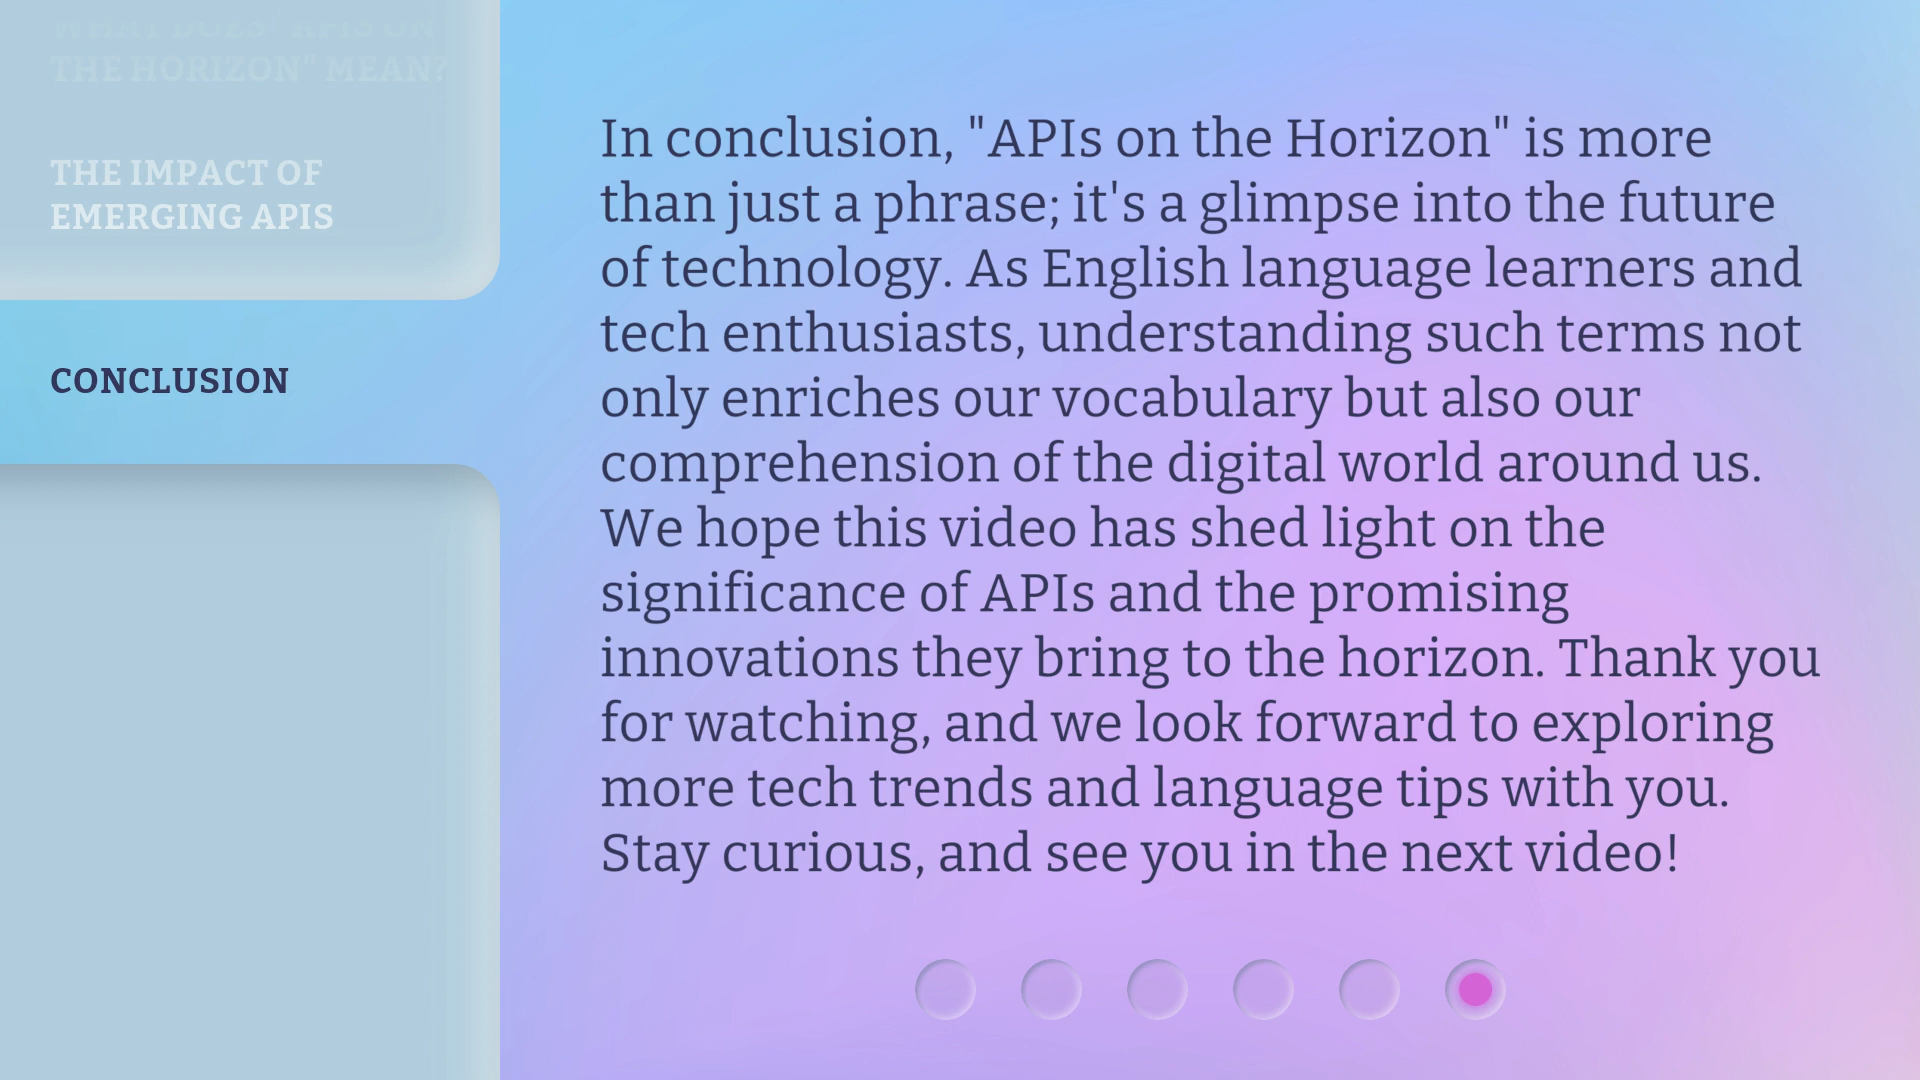 WHAT DOES "APIS ON
THE HORIZON" MEAN?
THE IMPACT OF
EMERGING APIS
CONCLUSION
In conclusion, "APIs on the Horizon" is more
than just a phrase; it's a glimpse into the future
of technology. As English language learners and
tech enthusiasts, understanding such terms not
only enriches our vocabulary but also our
comprehension of the digital world around us.
We hope this video has shed light on the
significance of APIs and the promising
innovations they bring to the horizon. Thank you
for watching, and we look forward to exploring
more tech trends and language tips with you.
Stay curious, and see you in the next video!